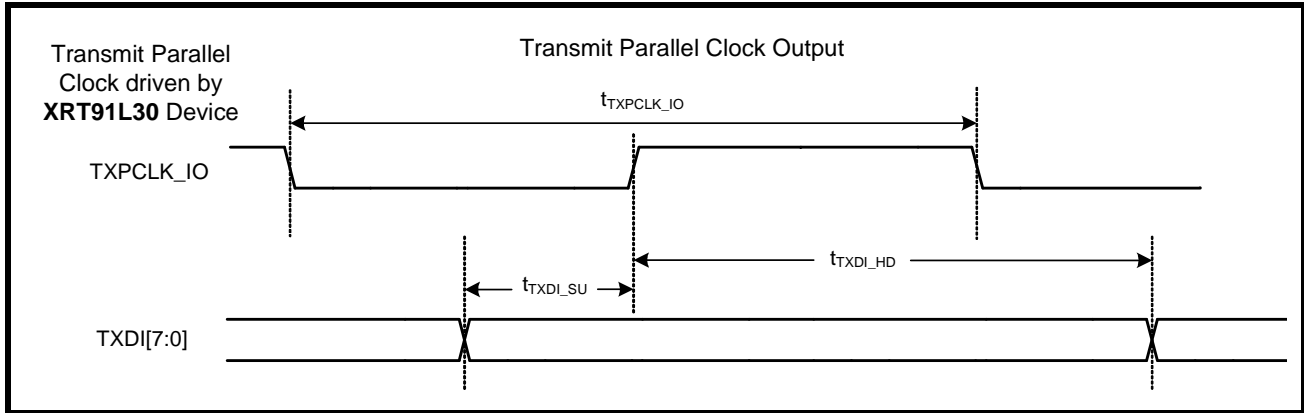 Transmit Parallel
Clock driven by
XRT91L30 Device
Transmit Parallel Clock Output
tTXPCLK_IO
TXPCLK_IO
tTXDI_SU
tTXDI_HD
TXDI[7:0]